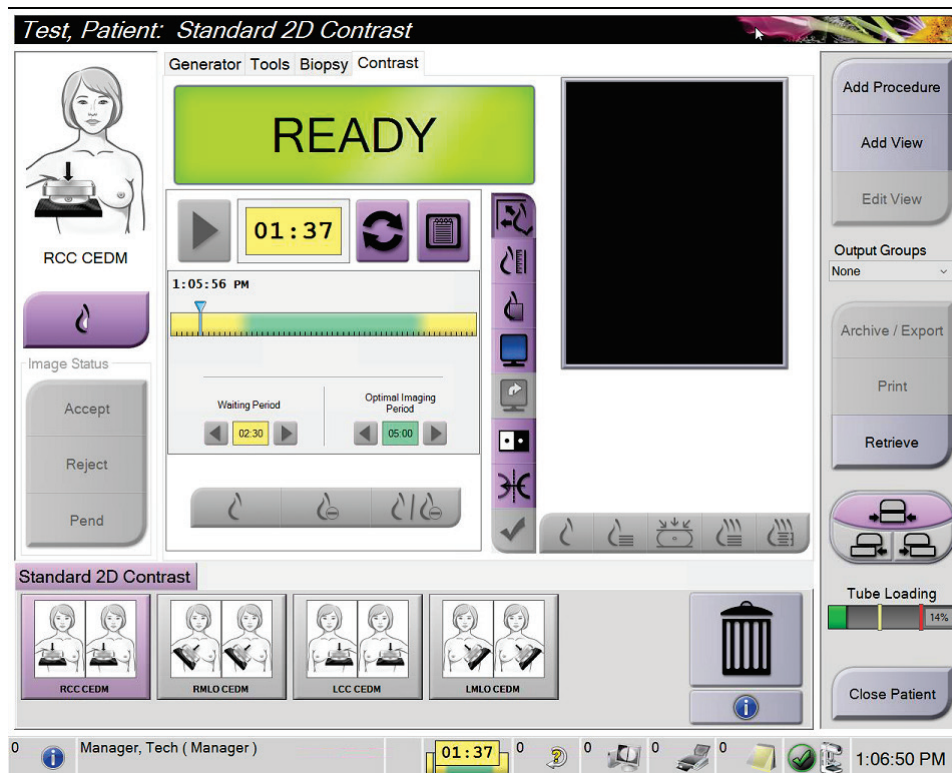 Test, Patient: Standard 2D Contrast
Generator Tools Biopsy Contrast
READY
RCC CEDM
01:37
1:05:56 PM
Waiting Period
Optimal Imaging
Period
02:30
05:00
Image Status
Accept
Reject
Pend
Add Procedure
Add View
Edit View
Output Groups
None
Archive / Export
Print
Retrieve
Tube Loading
14%
Close Patient
Standard 2D Contrast
RCC CEDM
RMLO CEDM
LCC CEDM
LMLO CEDM
0
Manager, Tech ( Manager )
01:37
0
0
0
0
1:06:50 PM